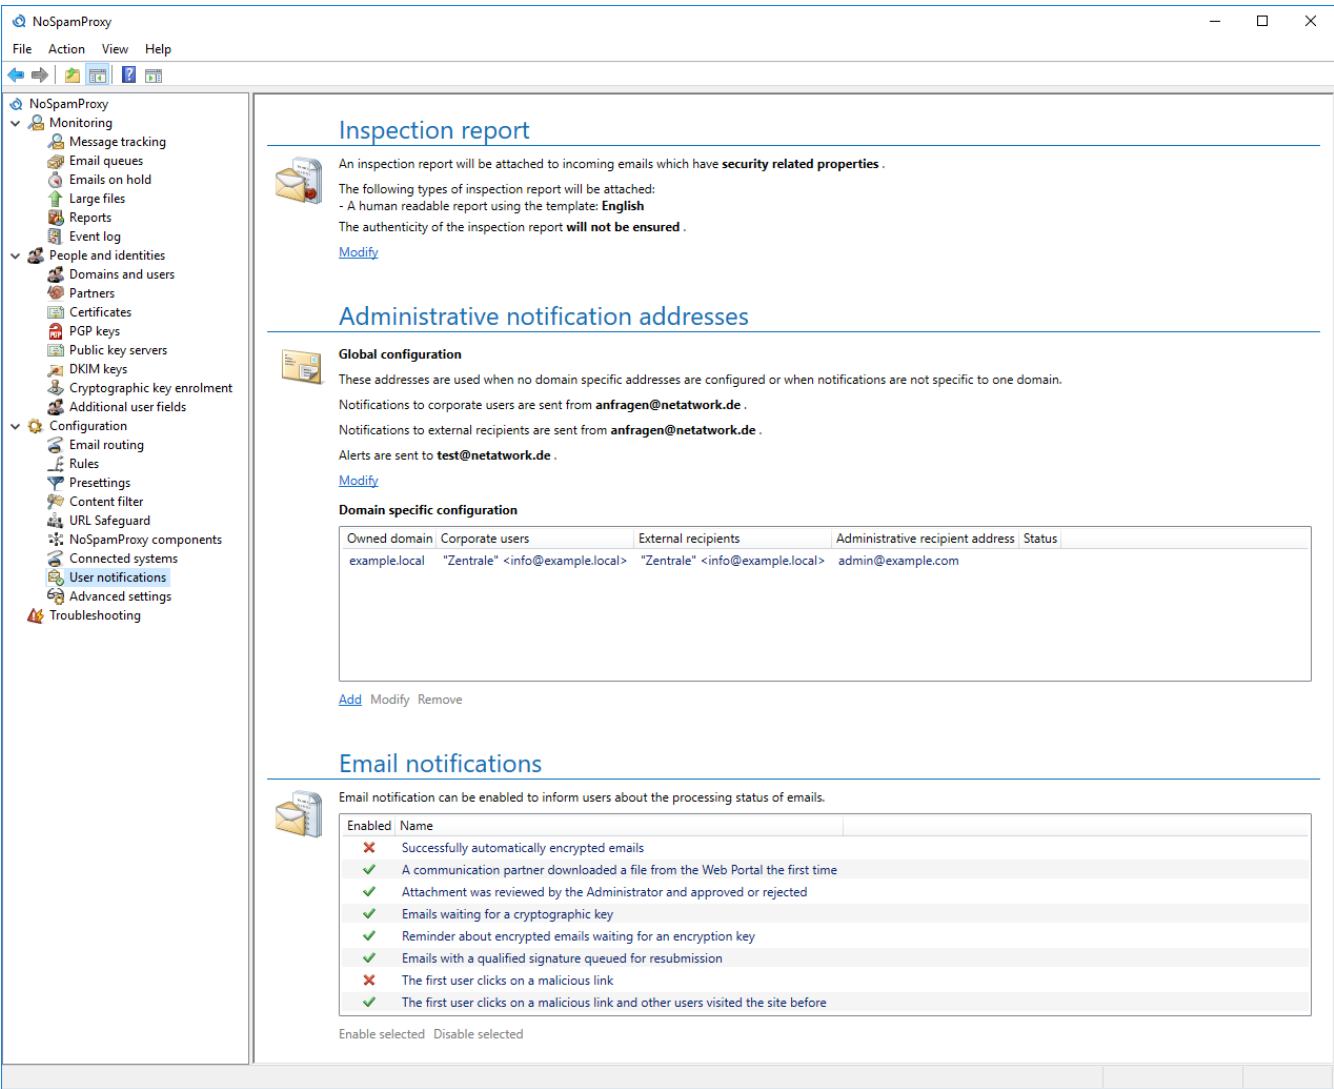 NoSpamProxy
File Action View Help
NoSpamProxy
Monitoring
Message tracking
Email queues
Emails on hold
Large files
Reports
Event log
People and identities
Domains and users
Partners
Certificates
PGP keys
Public key servers
DKIM keys
Cryptographic key enrolment
Additional user fields
Configuration
Email routing
Rules
Presettings
Content filter
URL Safeguard
NoSpamProxy components
Connected systems
User notifications
Advanced settings
Troubleshooting
Inspection report
An inspection report will be attached to incoming emails which have security related properties .
The following types of inspection report will be attached:
- A human readable report using the template: English
The authenticity of the inspection report will not be ensured .
Modify
Administrative notification addresses
Global configuration
These addresses are used when no domain specific addresses are configured or when notifications are not specific to one domain.
Notifications to corporate users are sent from anfragen@netatwork.de .
Notifications to external recipients are sent from anfragen@netatwork.de .
Alerts are sent to test@netatwork.de .
Modify
Domain specific configuration
Owned domain Corporate users External recipients Administrative recipient address Status
example.local "Zentrale" <info@example.local> "Zentrale" <info@example.local> admin@example.com
Add Modify Remove
Email notifications
Email notification can be enabled to inform users about the processing status of emails.
Enabled Name
Successfully automatically encrypted emails
A communication partner downloaded a file from the Web Portal the first time
Attachment was reviewed by the Administrator and approved or rejected
Emails waiting for a cryptographic key
Reminder about encrypted emails waiting for an encryption key
Emails with a qualified signature queued for resubmission
The first user clicks on a malicious link
The first user clicks on a malicious link and other users visited the site before
Enable selected Disable selected